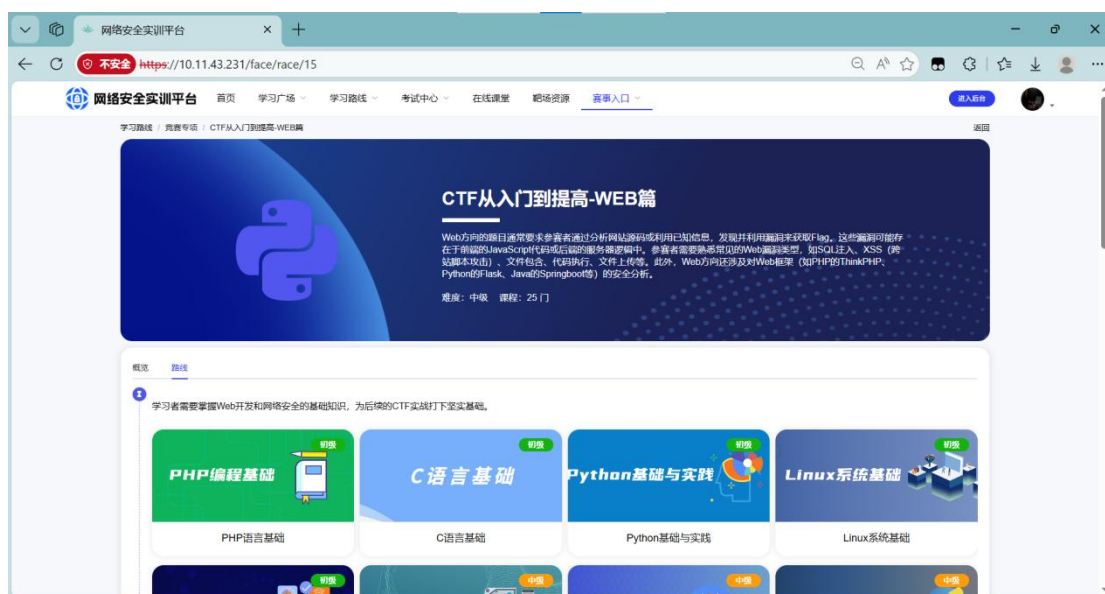 网络安全实训平台
不安全 https://10.11.43.231/face/race/15
网络安全实训平台 首页 学习广场 学习路线 考试中心 在线课堂 靶场资源 赛事入口 进入后台
学习路线 / 竞赛专项 / CTF从入门到提高-WEB篇 返回
CTF从入门到提高-WEB篇
Web方向的题目通常要求参赛者通过分析网站源码或利用已知信息，发现并利用漏洞来获取Flag。这些漏洞可能存
在于前端的JavaScript代码或后端的服务器逻辑中。参赛者需要熟悉常见的Web漏洞类型，如SQL注入、XSS（跨
站脚本攻击）、文件包含、代码执行、文件上传等。此外，Web方向还涉及对Web框架（如PHP的ThinkPHP、
Python的Flask、Java的Springboot等）的安全分析。
难度：中级 课程：25 门
概览 路线
学习者需要掌握Web开发和网络安全的基础知识，为后续的CTF实战打下坚实基础。
初级 初级 初级 初级
PHP编程基础 C语言基础 Python基础与实践 Linux系统基础
PHP语言基础 C语言基础 Python基础与实践 Linux系统基础
初级 中级 中级 中级